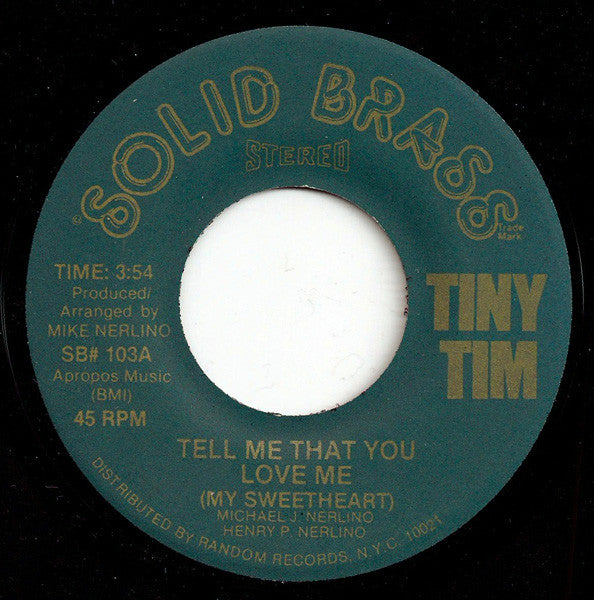 SOLID BRASS
©
Trade
Mark
STEREO
TIME: 3:54
Produced/
Arranged by
MIKE NERLINO
SB# 103A
Apropos Music
(BMI)
45 RPM
TINY
TIM
TELL ME THAT YOU
LOVE ME
(MY SWEETHEART)
MICHAEL J. NERLINO
HENRY P. NERLINO
DISTRIBUTED BY RANDOM RECORDS, N.Y.C. 10021